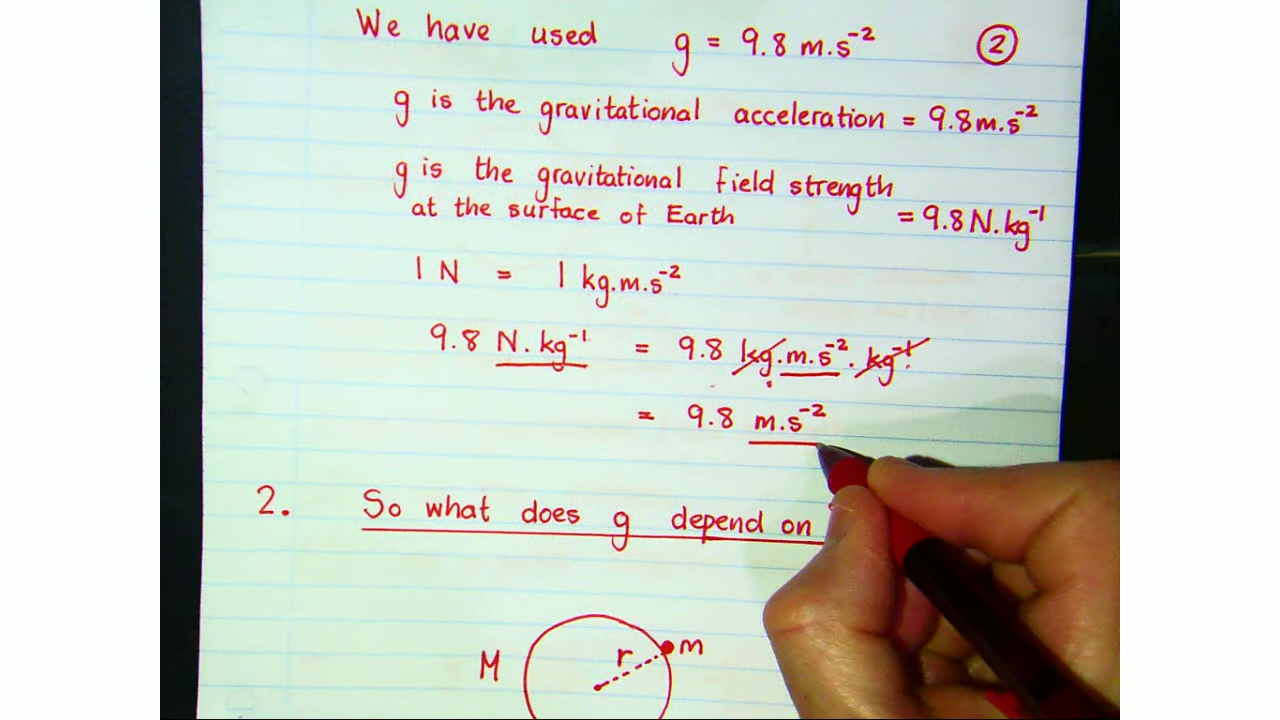 We have used g = 9.8 m.s⁻² ②
g is the gravitational acceleration = 9.8 m.s⁻²
g is the gravitational field strength
at the surface of Earth = 9.8 N.kg⁻¹
1 N = 1 kg.m.s⁻²
9.8 N.kg⁻¹ = 9.8 kg.m.s⁻².kg⁻¹
= 9.8 m.s⁻²
2. So what does g depend on
M r m